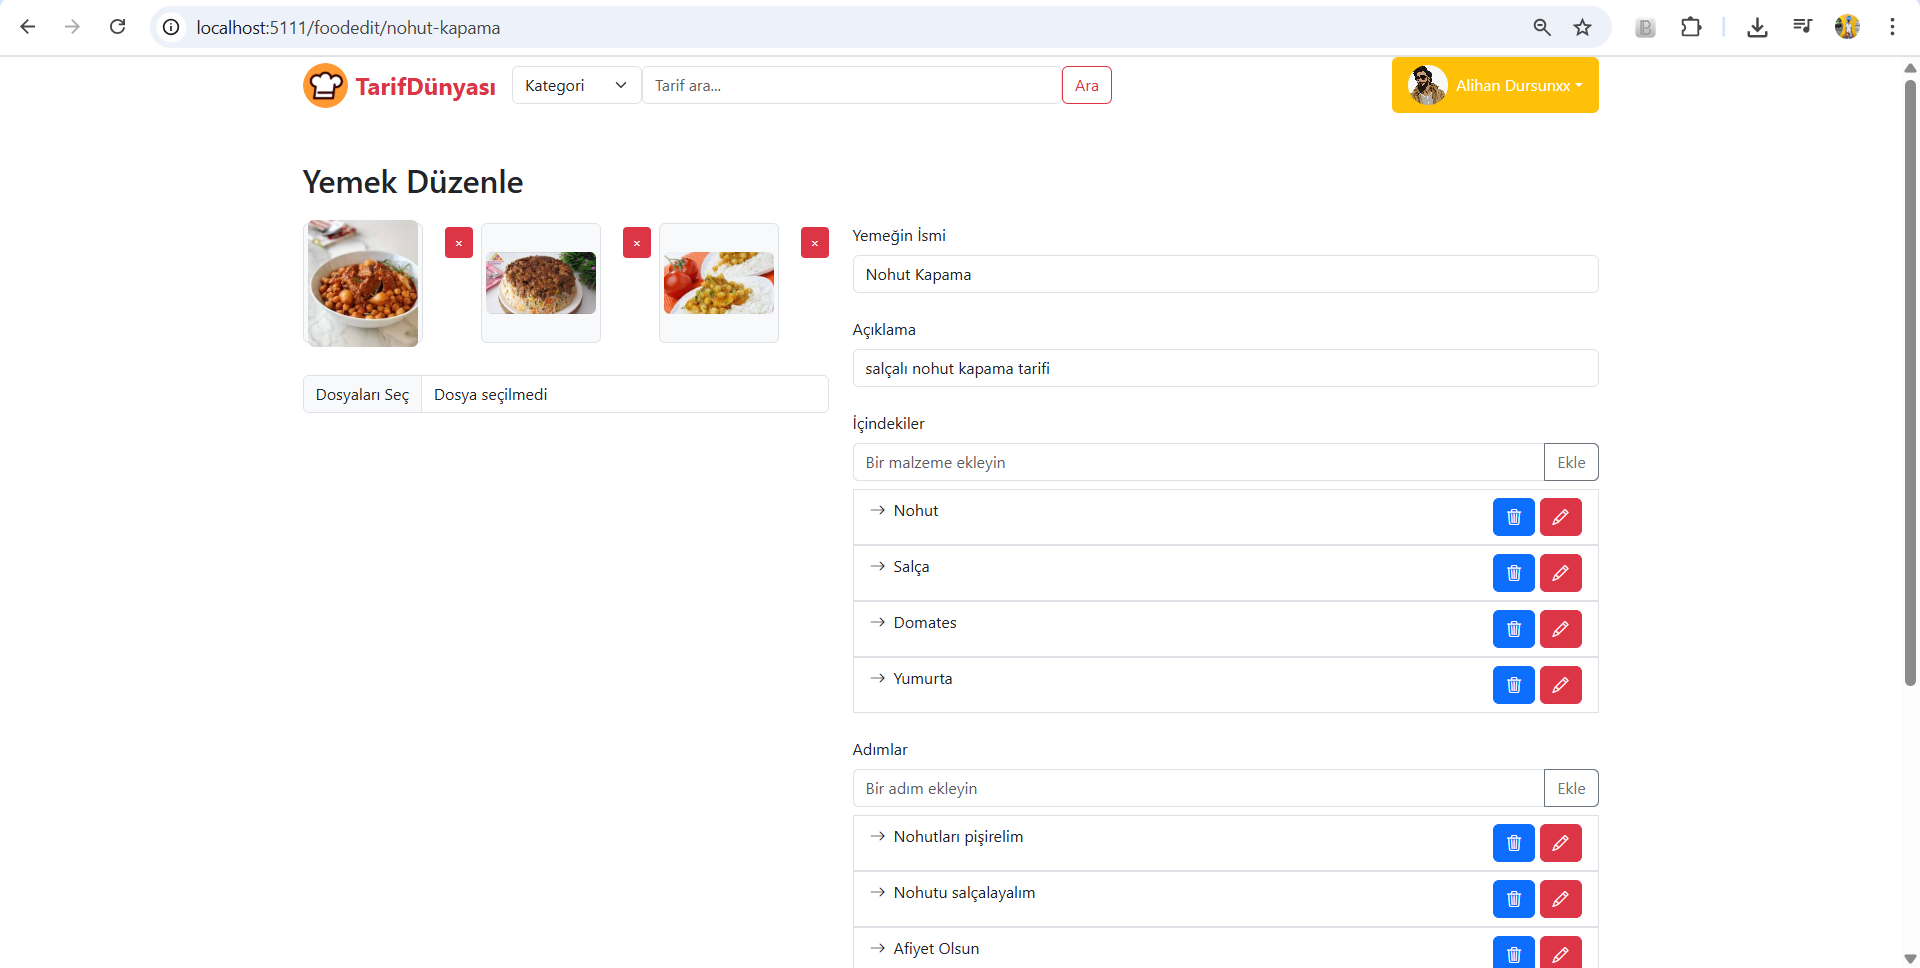 localhost:5111/foodedit/nohut-kapama
TarifDünyası
Kategori
Tarif ara...
Ara
Alihan Dursunxx
Yemek Düzenle
×
×
×
Dosyaları Seç
Dosya seçilmedi
Yemeğin İsmi
Nohut Kapama
Açıklama
salçalı nohut kapama tarifi
İçindekiler
Bir malzeme ekleyin
Ekle
→ Nohut
→ Salça
→ Domates
→ Yumurta
Adımlar
Bir adım ekleyin
Ekle
→ Nohutları pişirelim
→ Nohutu salçalayalım
→ Afiyet Olsun